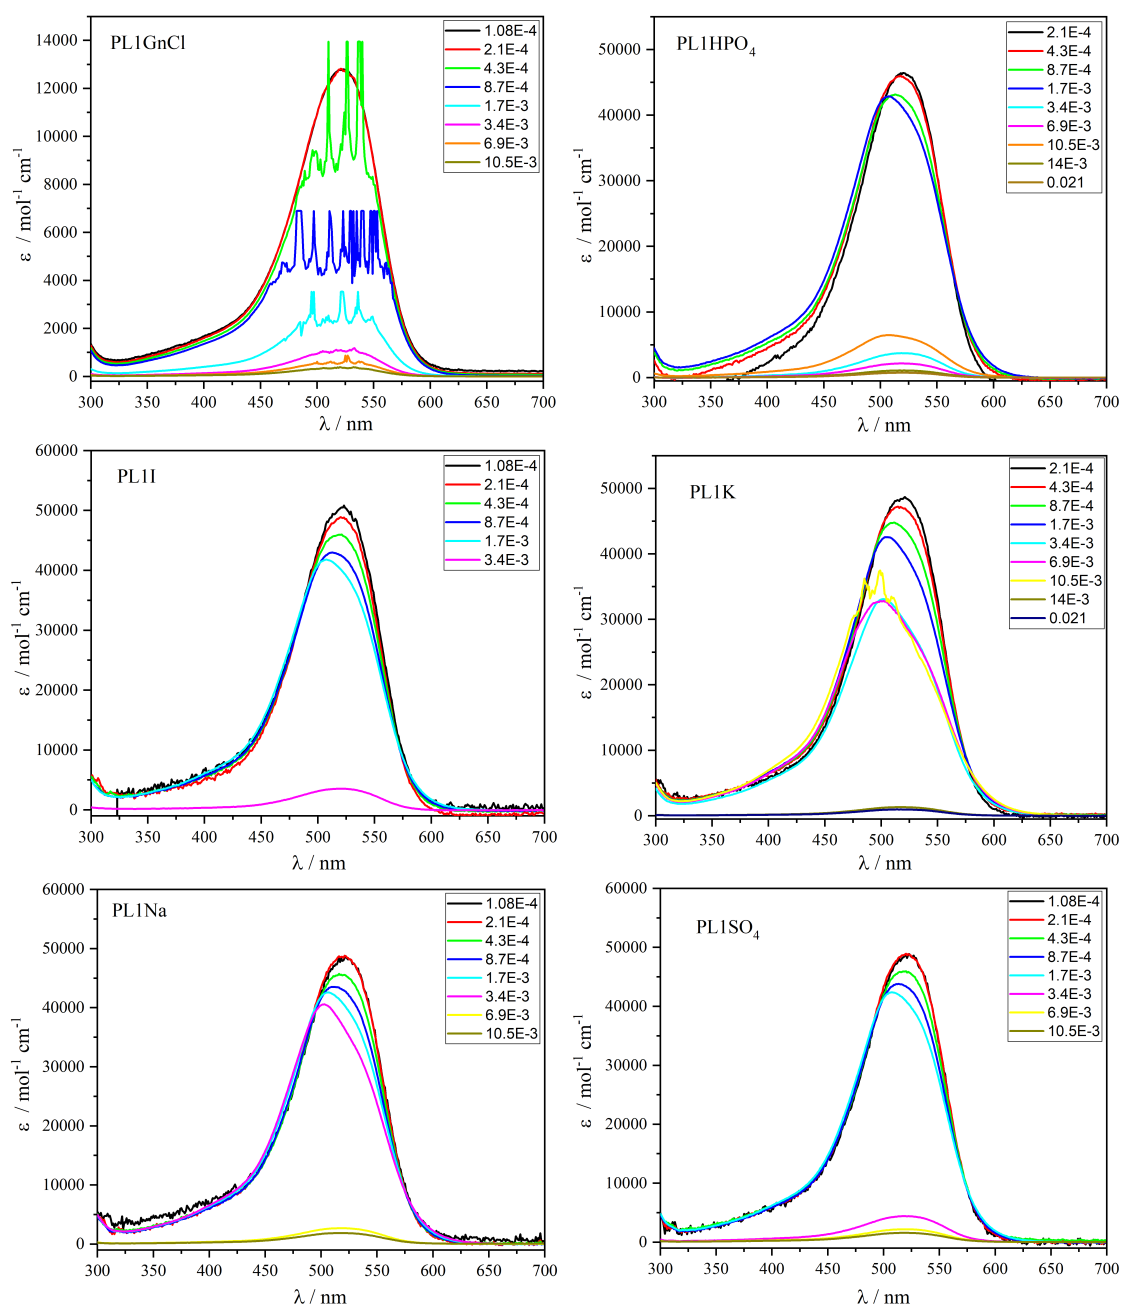 PL1GnCl
1.08E-4
2.1E-4
4.3E-4
8.7E-4
1.7E-3
3.4E-3
6.9E-3
10.5E-3
14000
12000
10000
8000
6000
4000
2000
0
ε / mol⁻¹ cm⁻¹
300 350 400 450 500 550 600 650 700
λ / nm
PL1HPO₄
2.1E-4
4.3E-4
8.7E-4
1.7E-3
3.4E-3
6.9E-3
10.5E-3
14E-3
0.021
50000
40000
30000
20000
10000
0
ε / mol⁻¹ cm⁻¹
300 350 400 450 500 550 600 650 700
λ / nm
PL1I
1.08E-4
2.1E-4
4.3E-4
8.7E-4
1.7E-3
3.4E-3
60000
50000
40000
30000
20000
10000
0
ε / mol⁻¹ cm⁻¹
300 350 400 450 500 550 600 650 700
λ / nm
PL1K
2.1E-4
4.3E-4
8.7E-4
1.7E-3
3.4E-3
6.9E-3
10.5E-3
14E-3
0.021
50000
40000
30000
20000
10000
0
ε / mol⁻¹ cm⁻¹
300 350 400 450 500 550 600 650 700
λ / nm
PL1Na
1.08E-4
2.1E-4
4.3E-4
8.7E-4
1.7E-3
3.4E-3
6.9E-3
10.5E-3
60000
50000
40000
30000
20000
10000
0
ε / mol⁻¹ cm⁻¹
300 350 400 450 500 550 600 650 700
λ / nm
PL1SO₄
1.08E-4
2.1E-4
4.3E-4
8.7E-4
1.7E-3
3.4E-3
6.9E-3
10.5E-3
60000
50000
40000
30000
20000
10000
0
ε / mol⁻¹ cm⁻¹
300 350 400 450 500 550 600 650 700
λ / nm